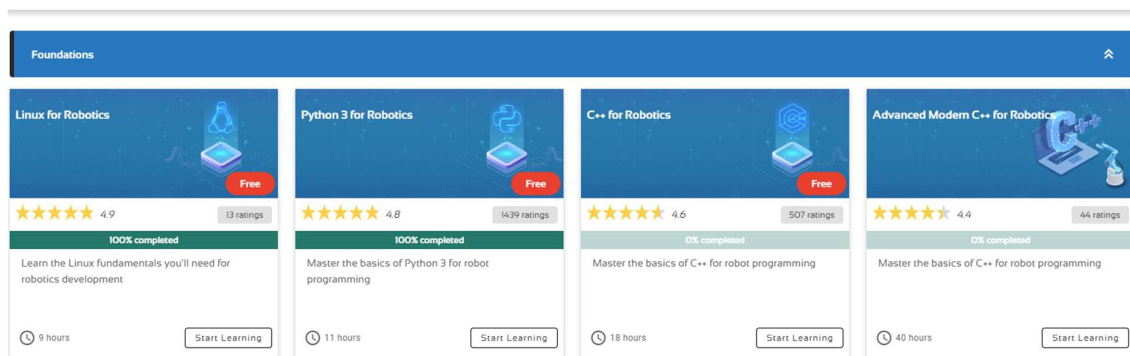 Foundations
Linux for Robotics
Free
4.9
13 ratings
100% completed
Learn the Linux fundamentals you'll need for
robotics development
9 hours
Start Learning
Python 3 for Robotics
Free
4.8
1439 ratings
100% completed
Master the basics of Python 3 for robot
programming
11 hours
Start Learning
C++ for Robotics
Free
4.6
507 ratings
0% completed
Master the basics of C++ for robot programming
18 hours
Start Learning
Advanced Modern C++ for Robotics
C++
4.4
44 ratings
0% completed
Master the basics of C++ for robot programming
40 hours
Start Learning